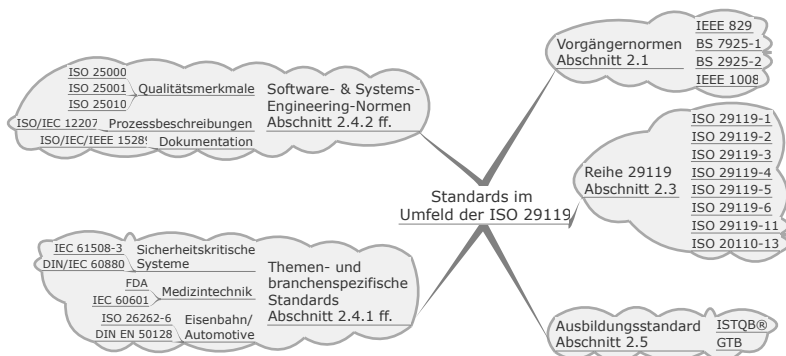 Standards im
Umfeld der ISO 29119
Vorgängernormen
Abschnitt 2.1
IEEE 829
BS 7925-1
BS 2925-2
IEEE 1008
Reihe 29119
Abschnitt 2.3
ISO 29119-1
ISO 29119-2
ISO 29119-3
ISO 29119-4
ISO 29119-5
ISO 29119-6
ISO 29119-11
ISO 20110-13
Ausbildungsstandard
Abschnitt 2.5
ISTQB®
GTB
Software- & Systems-
Engineering-Normen
Abschnitt 2.4.2 ff.
Qualitätsmerkmale
ISO 25000
ISO 25001
ISO 25010
Prozessbeschreibungen
ISO/IEC 12207
Dokumentation
ISO/IEC/IEEE 15289
Themen- und
branchenspezifische
Standards
Abschnitt 2.4.1 ff.
Sicherheitskritische
Systeme
IEC 61508-3
DIN/IEC 60880
Medizintechnik
FDA
IEC 60601
Eisenbahn/
Automotive
ISO 26262-6
DIN EN 50128